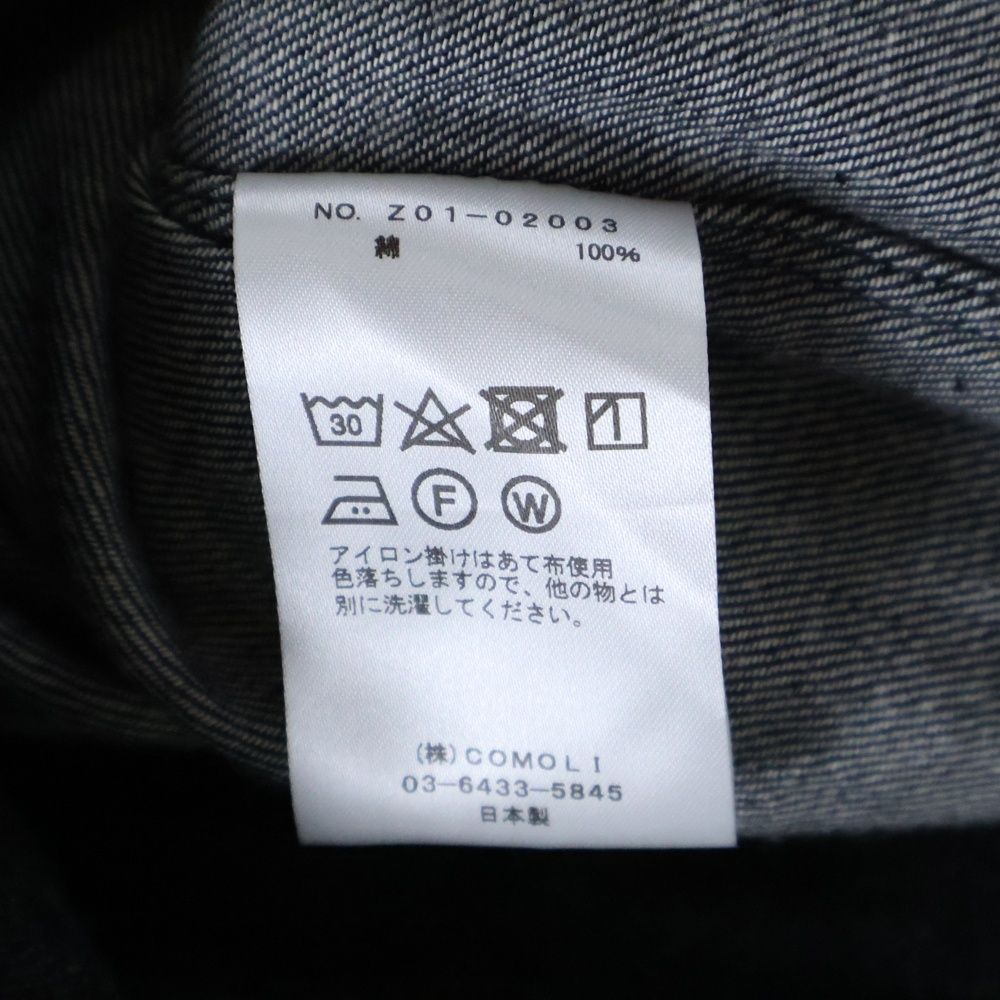 NO. Z01-02003
綿 100%
30
F W
アイロン掛けはあて布使用
色落ちしますので、他の物とは
別に洗濯してください。
(株)COMOLI
03-6433-5845
日本製